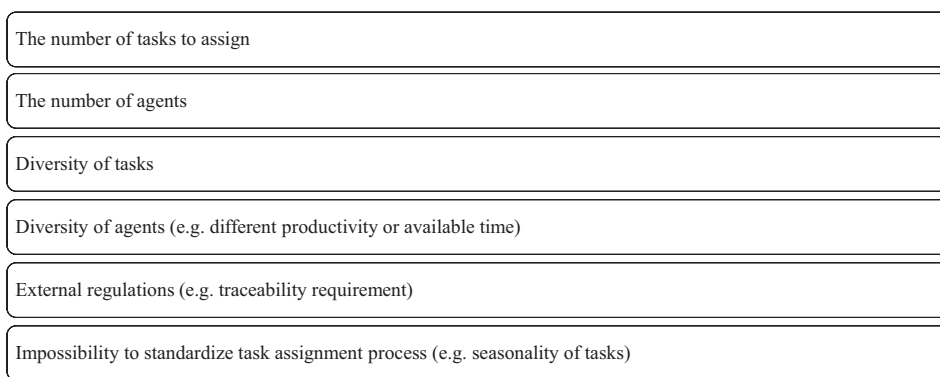 The number of tasks to assign
The number of agents
Diversity of tasks
Diversity of agents (e.g. different productivity or available time)
External regulations (e.g. traceability requirement)
Impossibility to standardize task assignment process (e.g. seasonality of tasks)